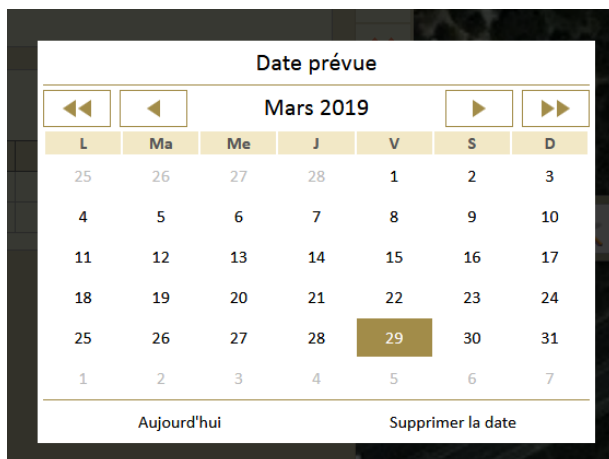 Date prévue
Mars 2019
L Ma Me J V S D
25 26 27 28 1 2 3
4 5 6 7 8 9 10
11 12 13 14 15 16 17
18 19 20 21 22 23 24
25 26 27 28 29 30 31
1 2 3 4 5 6 7
Aujourd'hui Supprimer la date